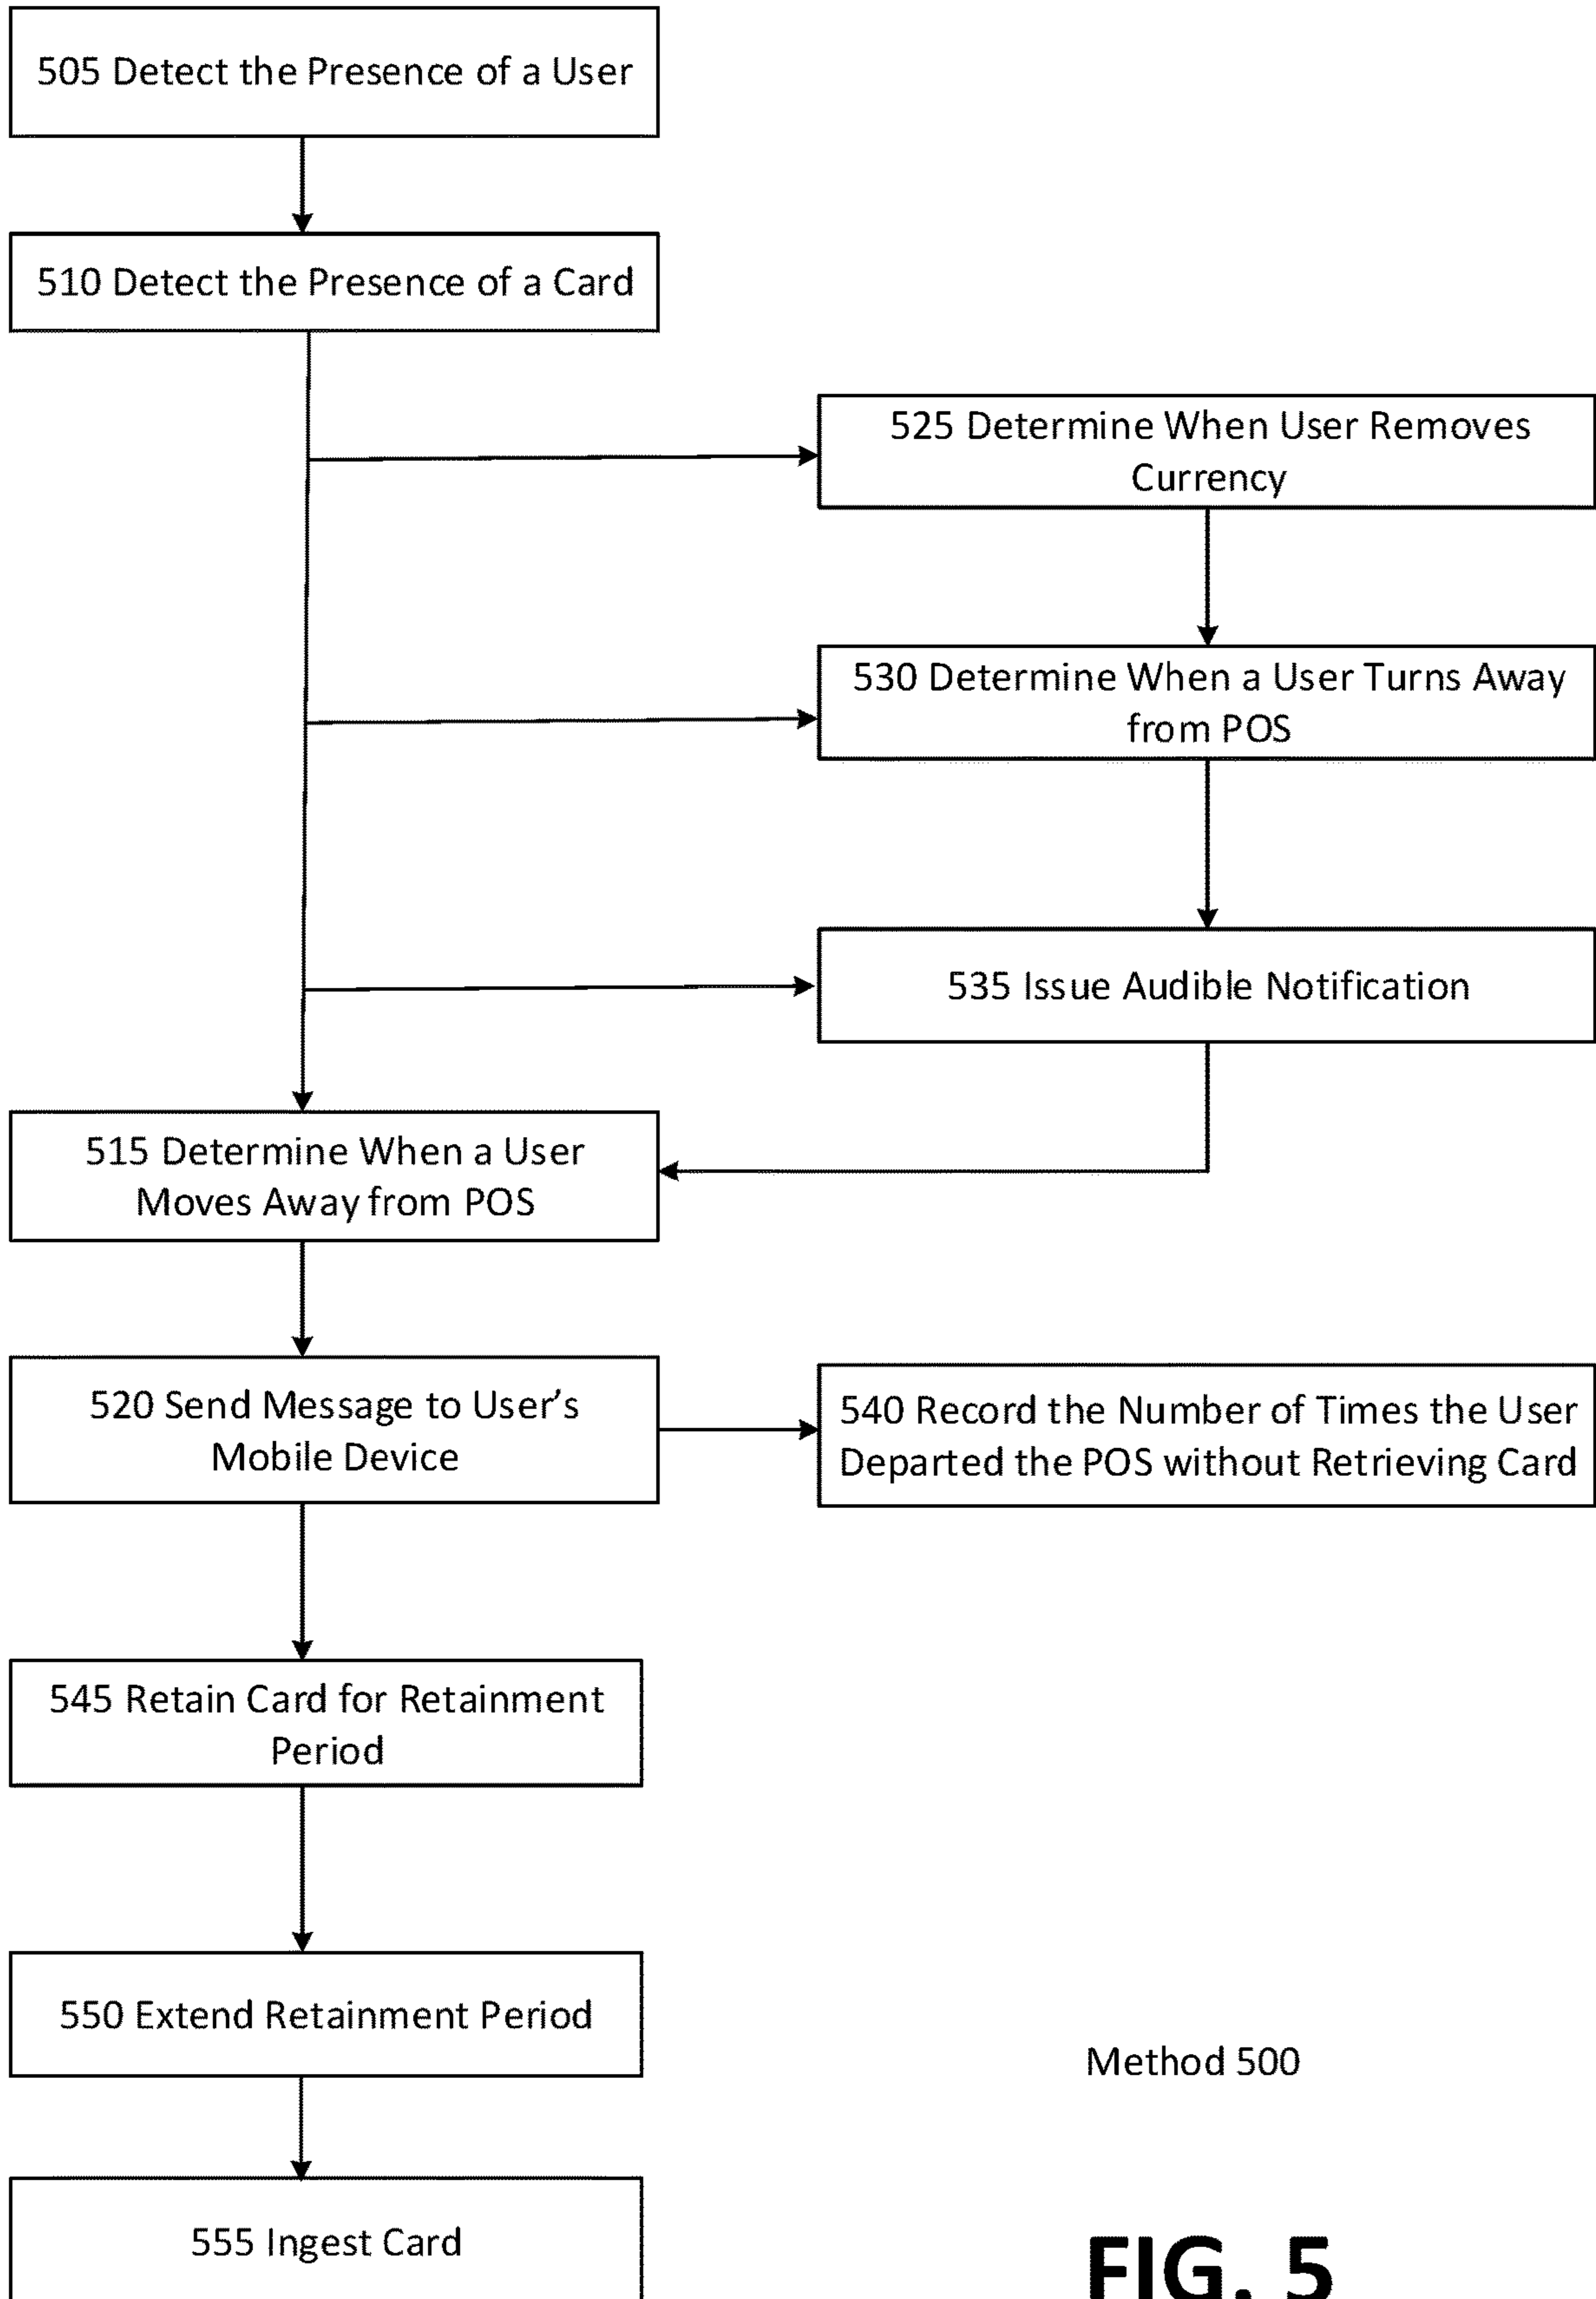 505 Detect the Presence of a User
510 Detect the Presence of a Card
525 Determine When User Removes
Currency
530 Determine When a User Turns Away
from POS
535 Issue Audible Notification
515 Determine When a User
Moves Away from POS
520 Send Message to User's
Mobile Device
540 Record the Number of Times the User
Departed the POS without Retrieving Card
545 Retain Card for Retainment
Period
550 Extend Retainment Period
Method 500
555 Ingest Card
FIG. 5